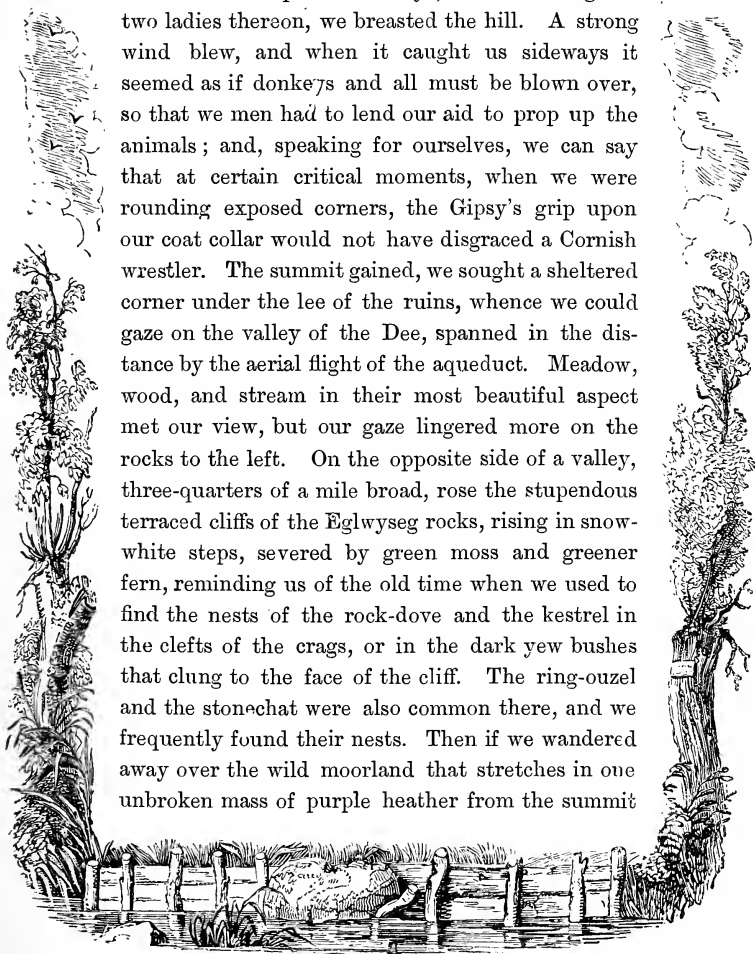 two ladies thereon, we breasted the hill. A strong
wind blew, and when it caught us sideways it
seemed as if donkeys and all must be blown over,
so that we men had to lend our aid to prop up the
animals ; and, speaking for ourselves, we can say
that at certain critical moments, when we were
rounding exposed corners, the Gipsy's grip upon
our coat collar would not have disgraced a Cornish
wrestler. The summit gained, we sought a sheltered
corner under the lee of the ruins, whence we could
gaze on the valley of the Dee, spanned in the dis-
tance by the aerial flight of the aqueduct. Meadow,
wood, and stream in their most beautiful aspect
met our view, but our gaze lingered more on the
rocks to the left. On the opposite side of a valley,
three-quarters of a mile broad, rose the stupendous
terraced cliffs of the Eglwyseg rocks, rising in snow-
white steps, severed by green moss and greener
fern, reminding us of the old time when we used to
find the nests of the rock-dove and the kestrel in
the clefts of the crags, or in the dark yew bushes
that clung to the face of the cliff. The ring-ouzel
and the stonechat were also common there, and we
frequently found their nests. Then if we wandered
away over the wild moorland that stretches in one
unbroken mass of purple heather from the summit